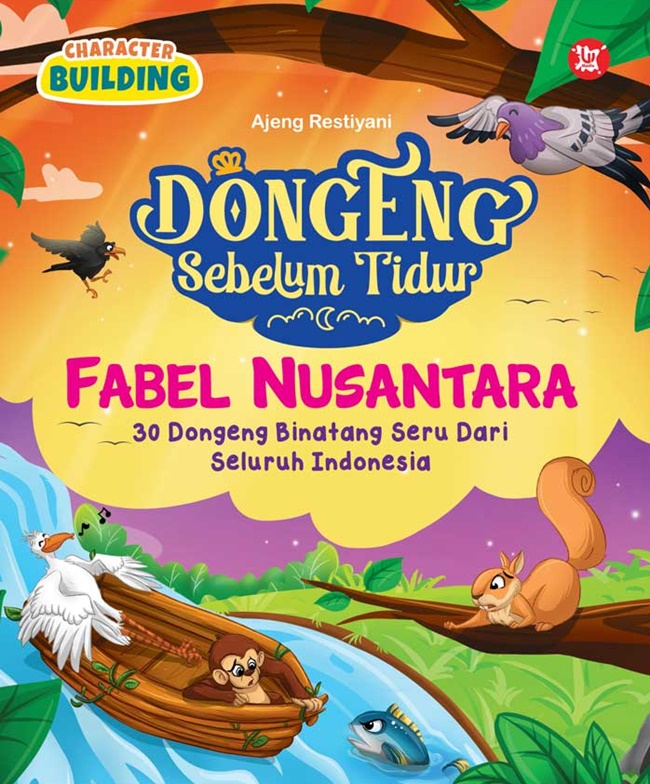 CHARACTER
BUILDING
Ajeng Restiyani
DONGENG
Sebelum Tidur
FABEL NUSANTARA
30 Dongeng Binatang Seru Dari
Seluruh Indonesia